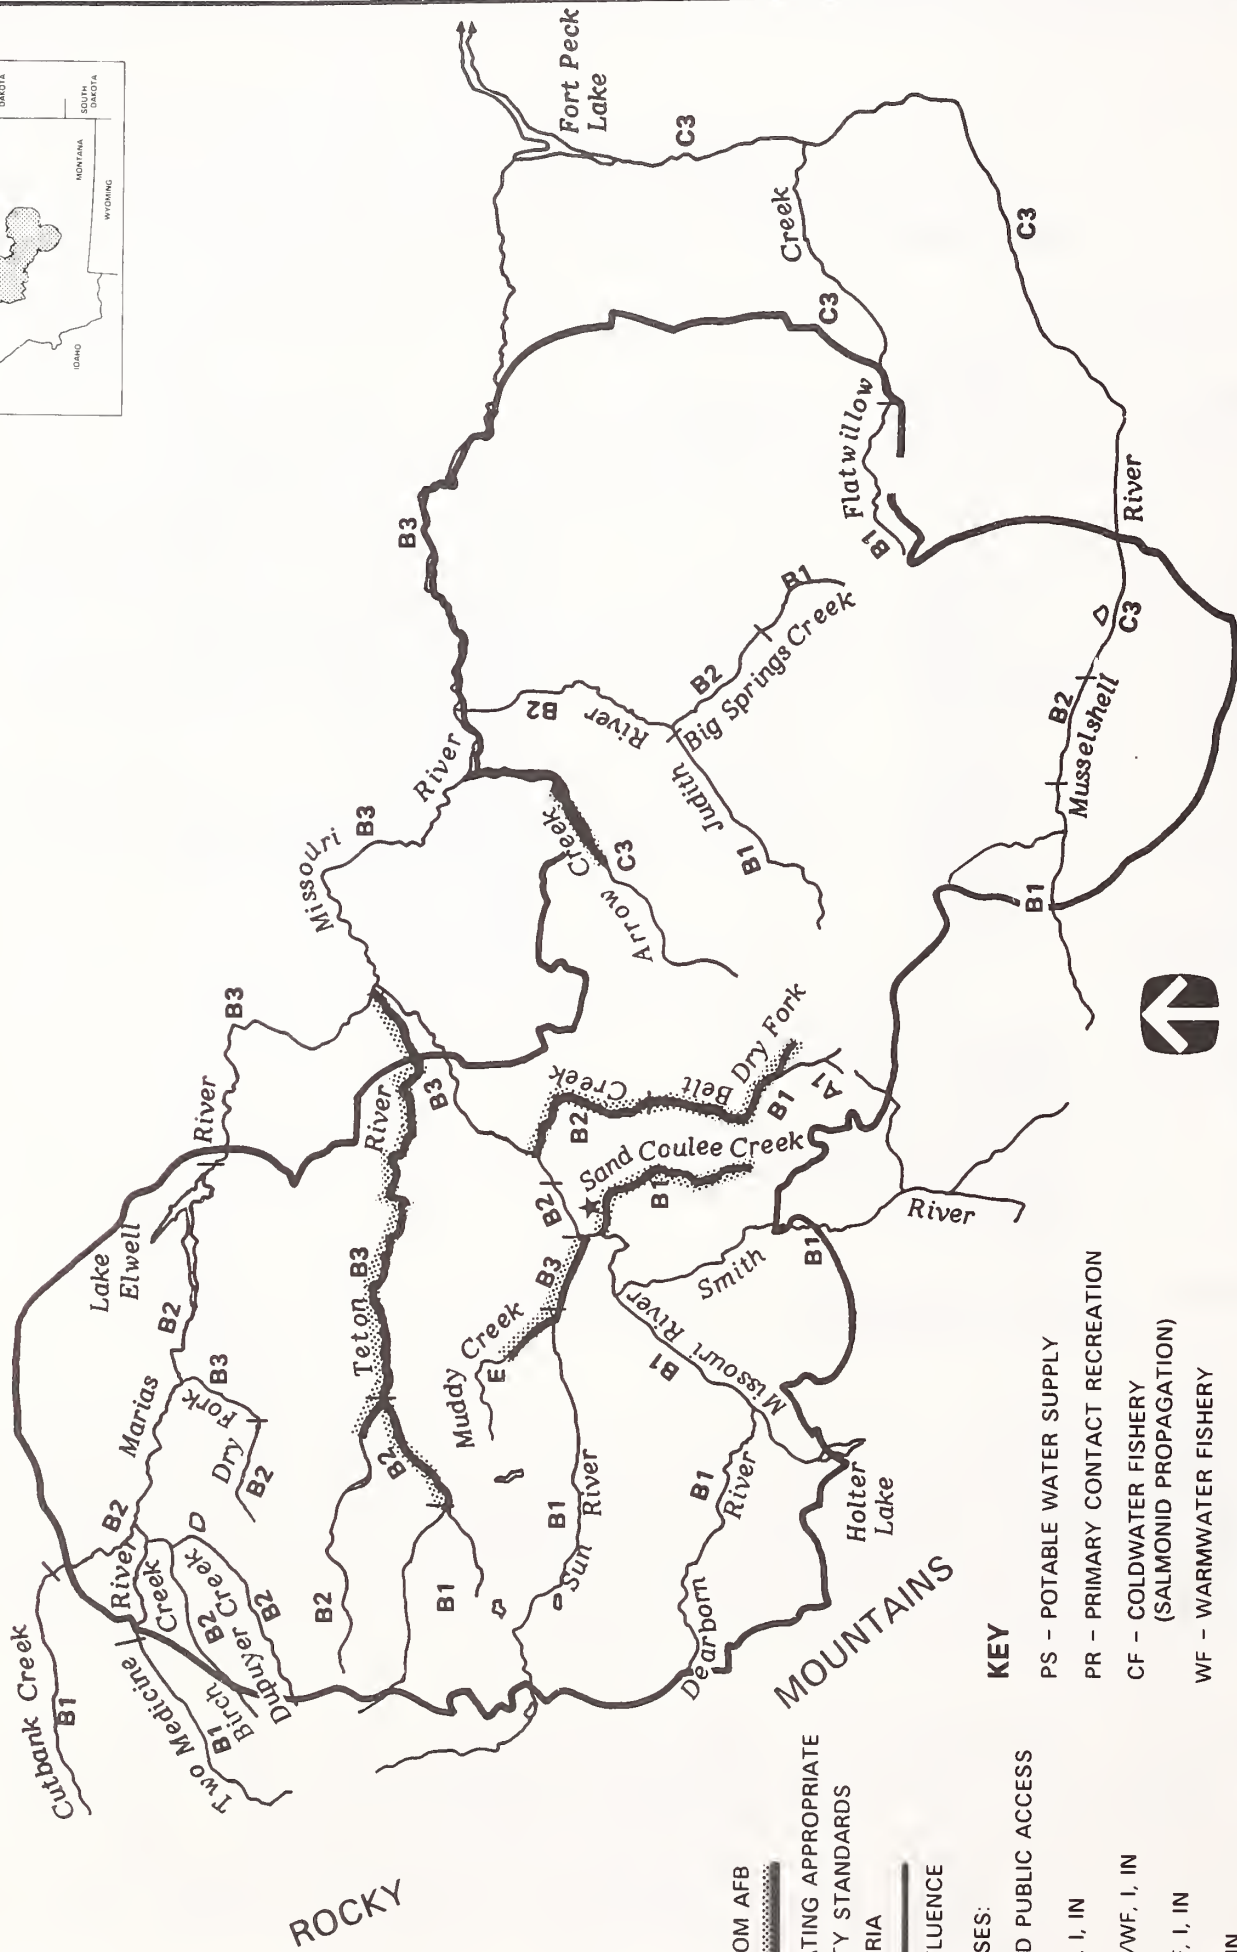 DAKOTA
SOUTH
DAKOTA
MONTANA
WYOMING
IDAHO
Fort Peck
Lake
C3
Creek
C3
C3
Flatwillow
B1
River
C3
B2
Musselshell
B1
B3
B2
River
B1
B2
Big Springs Creek
Judith
B1
River
Missouri
B3
Creek
C3
Arrow
B3
River
River
B3
Creek
B2
Belt
Dry Fork
B1
A1
Sand Coulee Creek
B1
B2
River
Smith
B1
Lake
Elwell
B2
Marias
B3
Dry Fork
B2
Teton
B3
B2
B2
B1
Muddy Creek
E
B3
Missouri River
B1
B1
Sun
River
B1
River
Dearborn
Holter
Lake
Cutbank Creek
B1
B2
River
Two Medicine
B1
Creek
Birch
B2
Dupuyer Creek
B2
ROCKY
MOUNTAINS
KEY
PS – POTABLE WATER SUPPLY
PR – PRIMARY CONTACT RECREATION
CF – COLDWATER FISHERY
(SALMONID PROPAGATION)
WF – WARMWATER FISHERY
OM AFB
TING APPROPRIATE
TY STANDARDS
RIA
LUENCE
SES:
D PUBLIC ACCESS
I, IN
/WF, I, IN
I, IN
IN